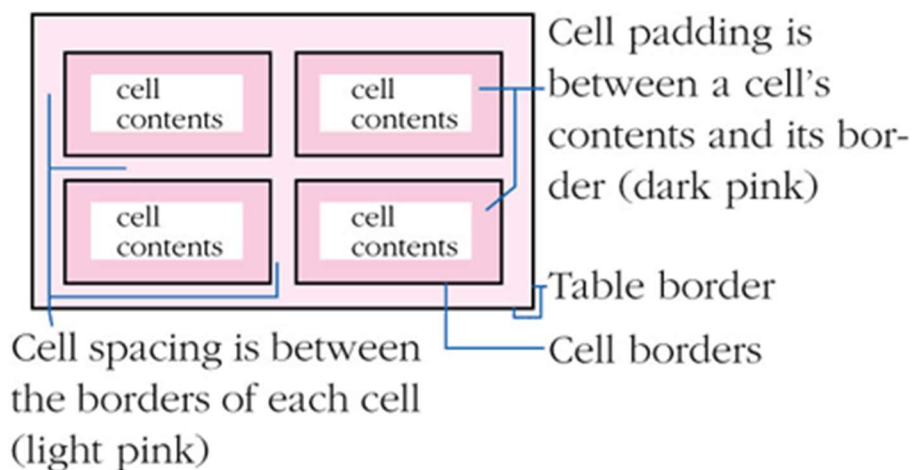 cell
contents
cell
contents
cell
contents
cell
contents
Cell padding is
between a cell's
contents and its bor-
der (dark pink)
Table border
Cell borders
Cell spacing is between
the borders of each cell
(light pink)